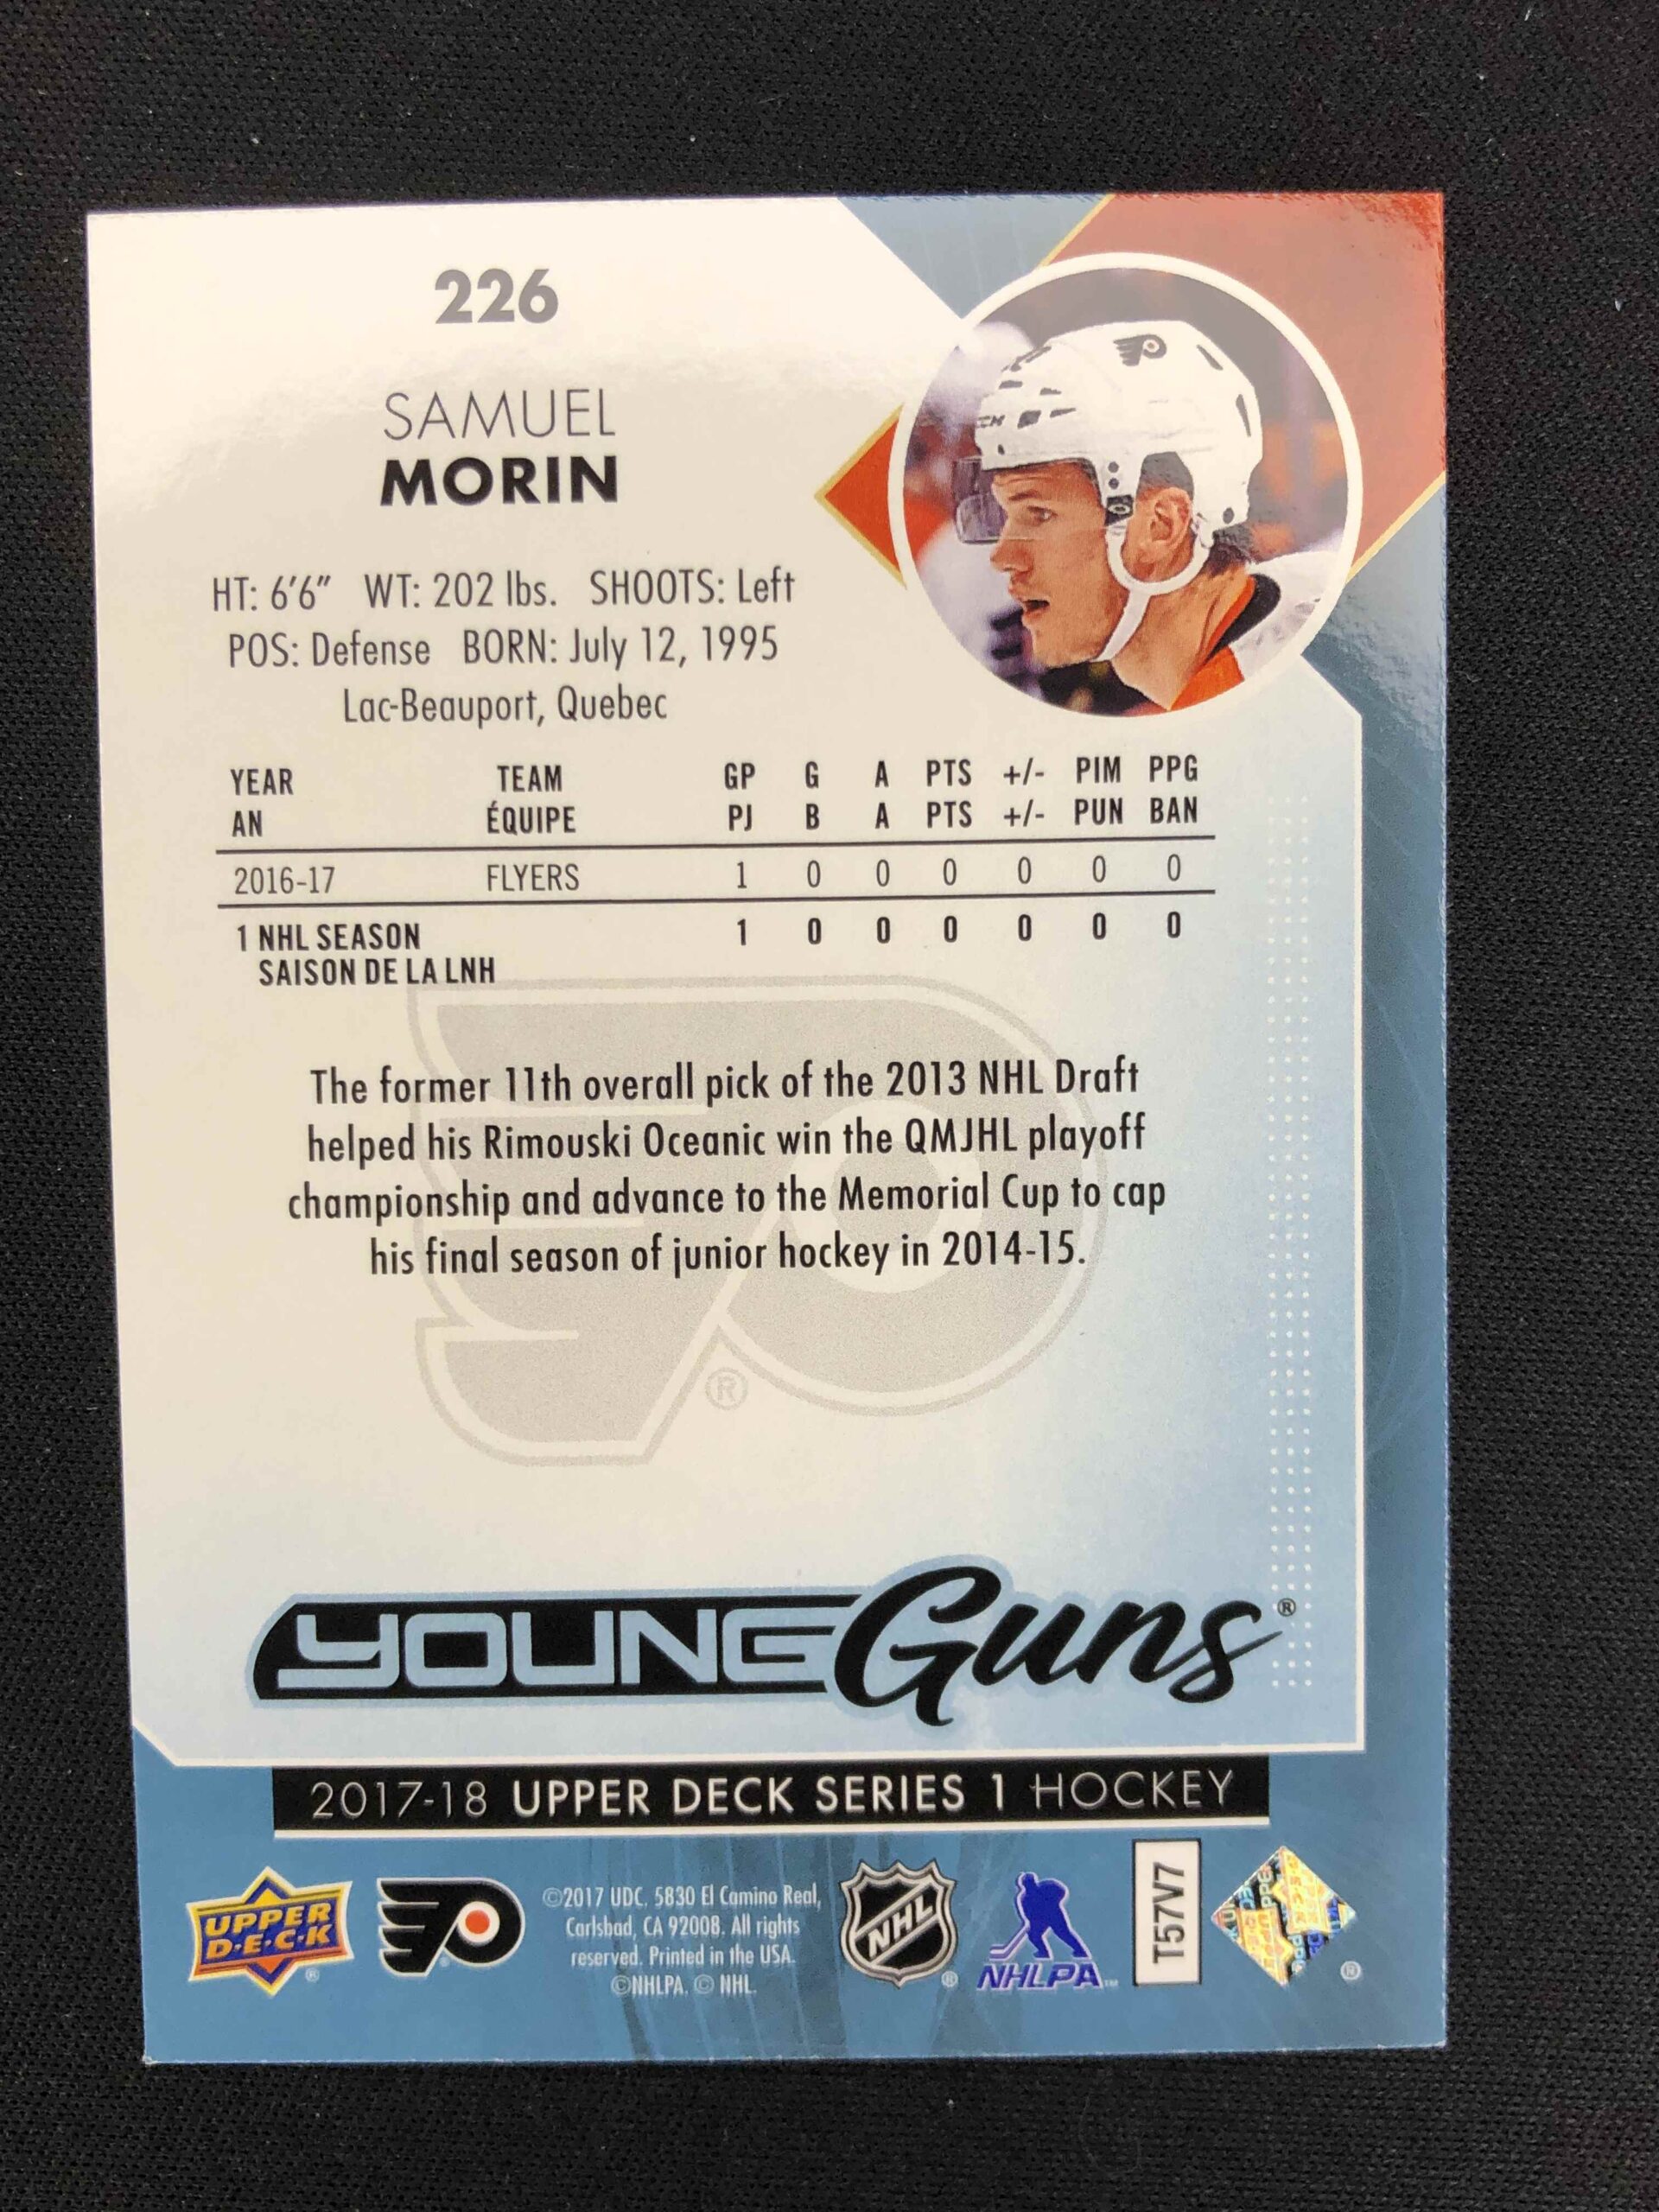 226
SAMUEL
MORIN
HT: 6'6" WT: 202 lbs. SHOOTS: Left
POS: Defense BORN: July 12, 1995
Lac-Beauport, Quebec
YEAR TEAM GP G A PTS +/- PIM PPG
AN ÉQUIPE PJ B A PTS +/- PUN BAN
2016-17 FLYERS 1 0 0 0 0 0 0
1 NHL SEASON 1 0 0 0 0 0 0
SAISON DE LA LNH
The former 11th overall pick of the 2013 NHL Draft
helped his Rimouski Oceanic win the QMJHL playoff
championship and advance to the Memorial Cup to cap
his final season of junior hockey in 2014-15.
®
YOUNG Guns®
2017-18 UPPER DECK SERIES 1 HOCKEY
UPPER
D•E•C•K
®
©2017 UDC. 5830 El Camino Real,
Carlsbad, CA 92008. All rights
reserved. Printed in the USA.
©NHLPA. © NHL.
NHL
®
NHLPA™
T57V7
®